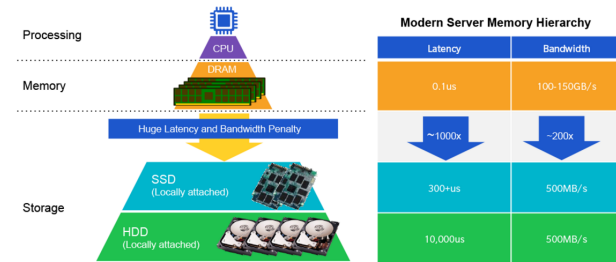 Modern Server Memory Hierarchy
Processing
CPU
Latency
Bandwidth
DRAM
Memory
0.1us
100-150GB/s
Huge Latency and Bandwidth Penalty
~1000x
~200x
SSD
(Locally attached)
300+us
500MB/s
Storage
HDD
(Locally attached)
10,000us
500MB/s